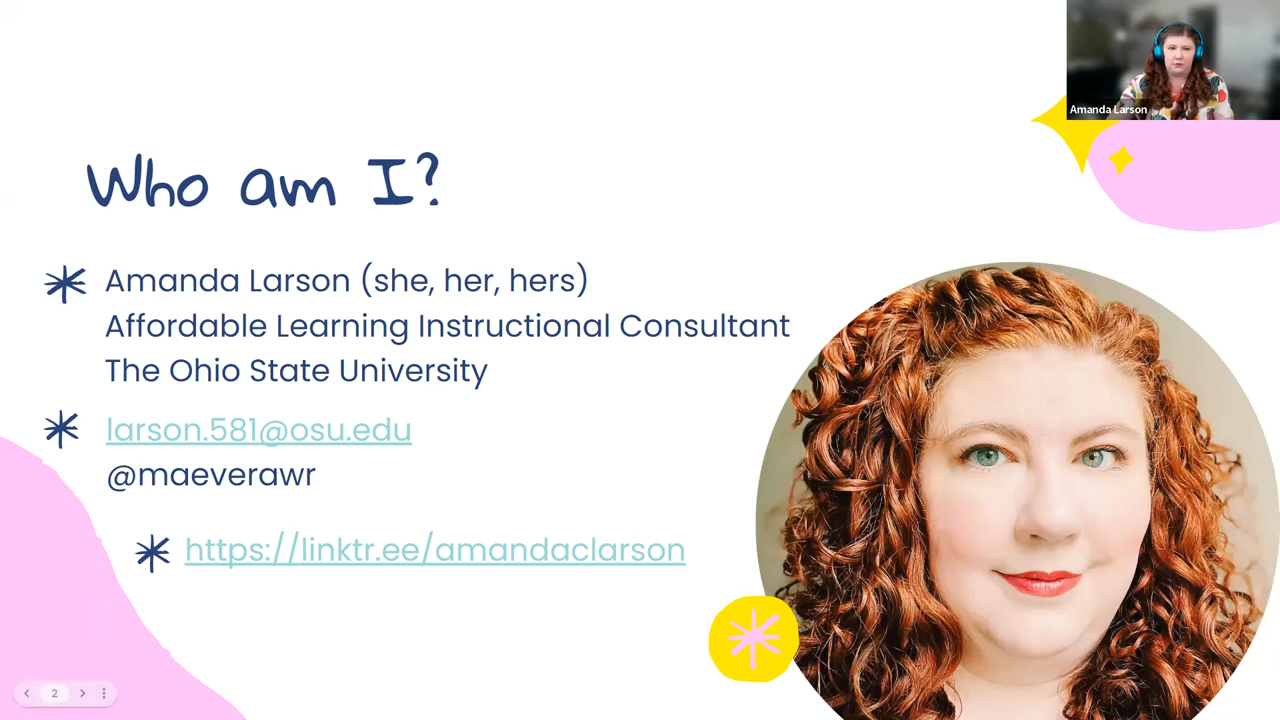 Amanda Larson
Who am I?
Amanda Larson (she, her, hers)
Affordable Learning Instructional Consultant
The Ohio State University
larson.581@osu.edu
@maeverawr
https://linktr.ee/amandaclarson
2